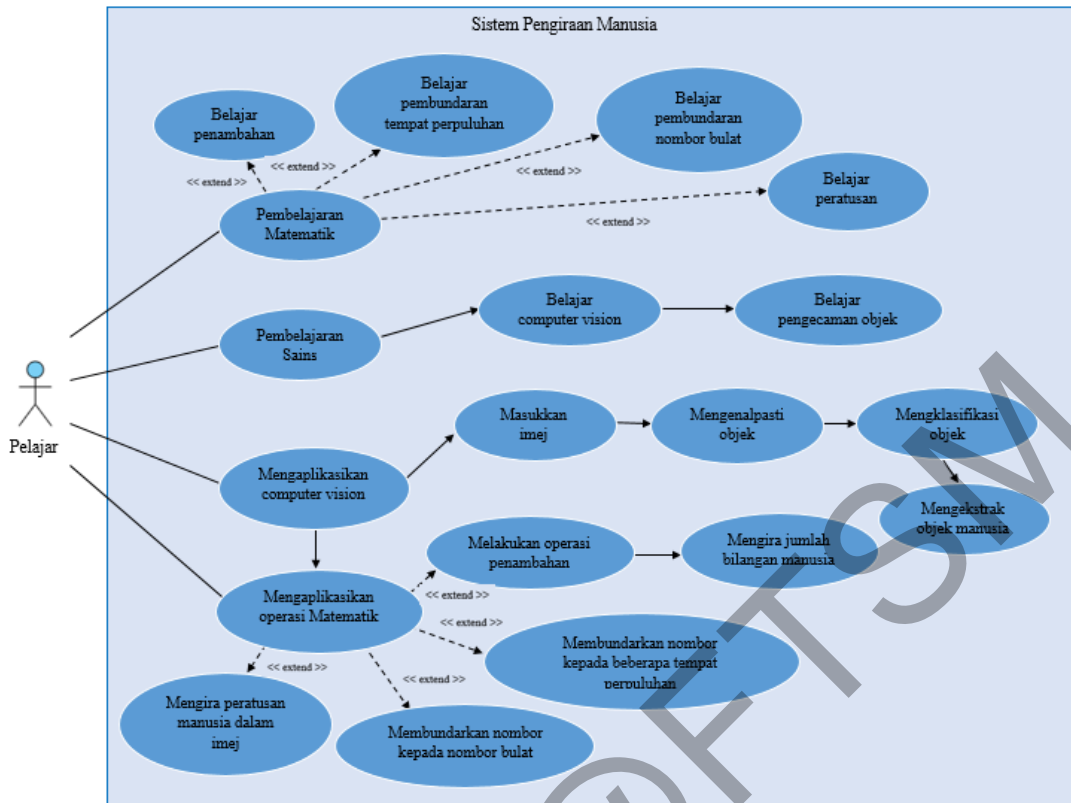 Sistem Pengiraan Manusia
Belajar
penambahan
Belajar
pembundaran
tempat perpuluhan
Belajar
pembundaran
nombor bulat
Belajar
peratusan
<< extend >>
<< extend >>
<< extend >>
<< extend >>
Pembelajaran
Matematik
Pembelajaran
Sains
Belajar
computer vision
Belajar
pengecaman objek
Pelajar
Mengaplikasikan
computer vision
Masukkan
imej
Mengenalpasti
objek
Mengklasifikasi
objek
Mengekstrak
objek manusia
Mengaplikasikan
operasi Matematik
Melakukan operasi
penambahan
Mengira jumlah
bilangan manusia
<< extend >>
<< extend >>
<< extend >>
<< extend >>
Membundarkan nombor
kepada beberapa tempat
perpuluhan
Mengira peratusan
manusia dalam
imej
Membundarkan nombor
kepada nombor bulat
@FTSM